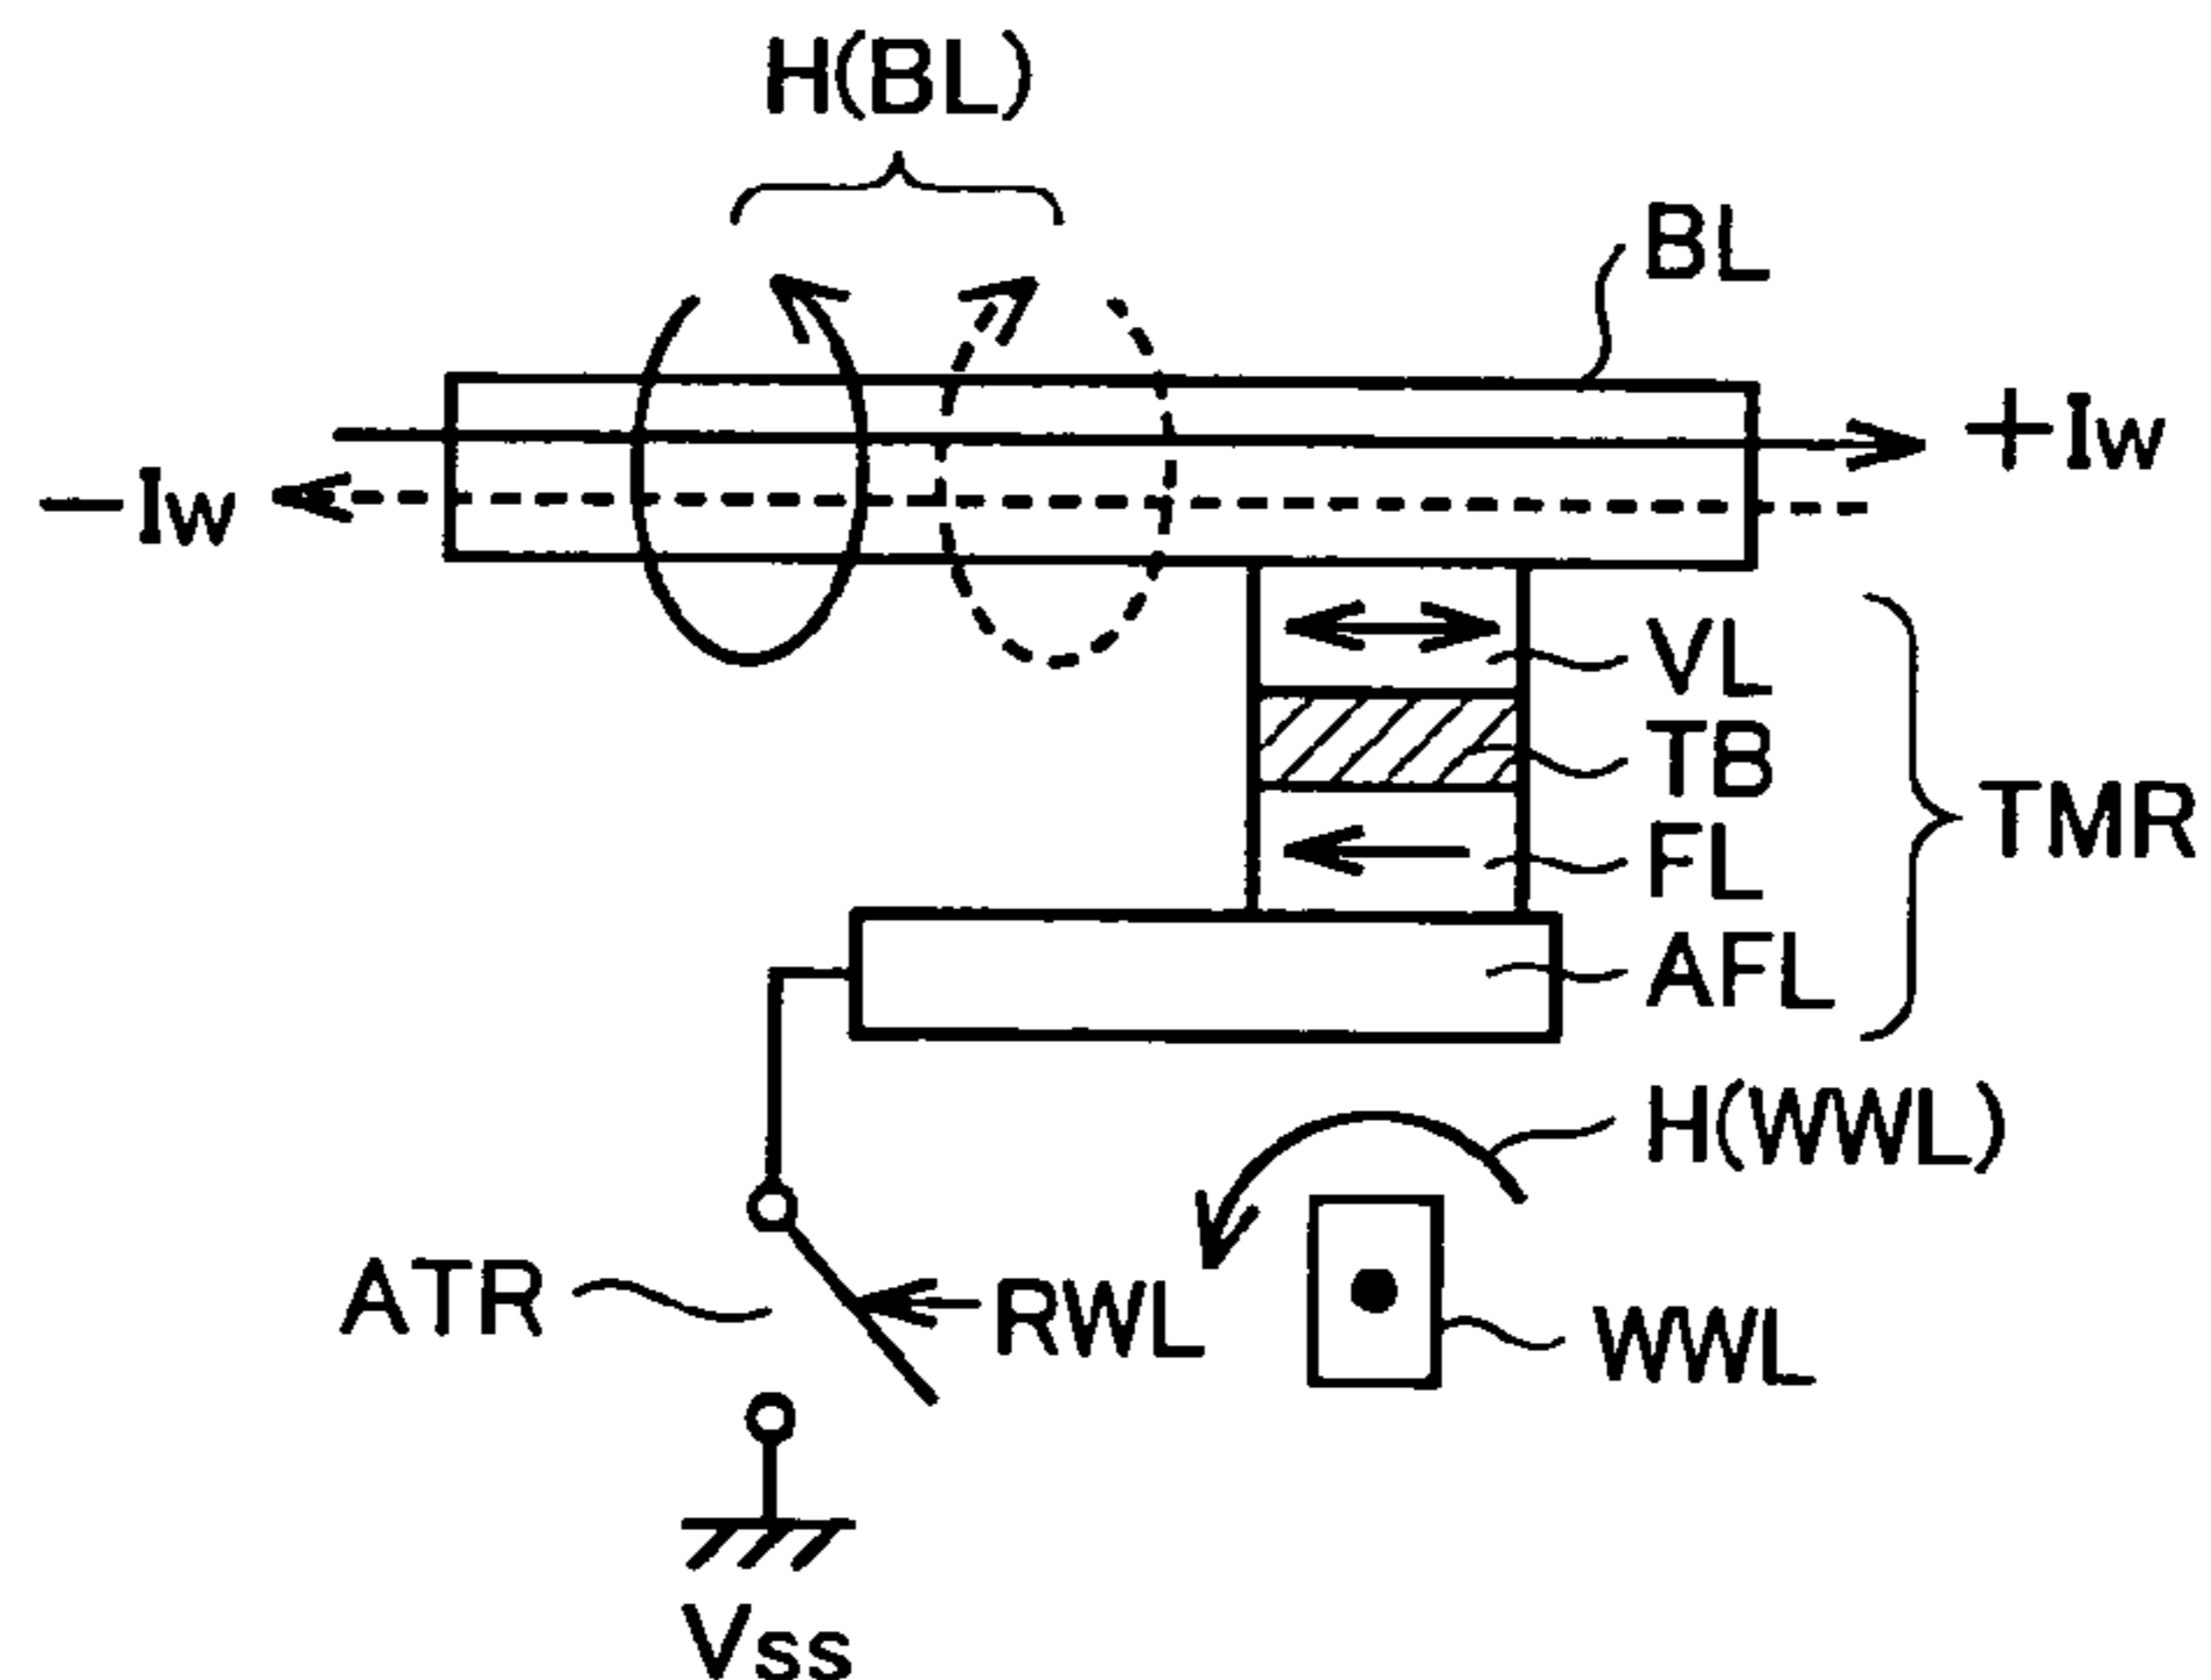 H(BL)
BL
+Iw
−Iw
VL
TB
TMR
FL
AFL
H(WWL)
ATR
RWL
WWL
Vss